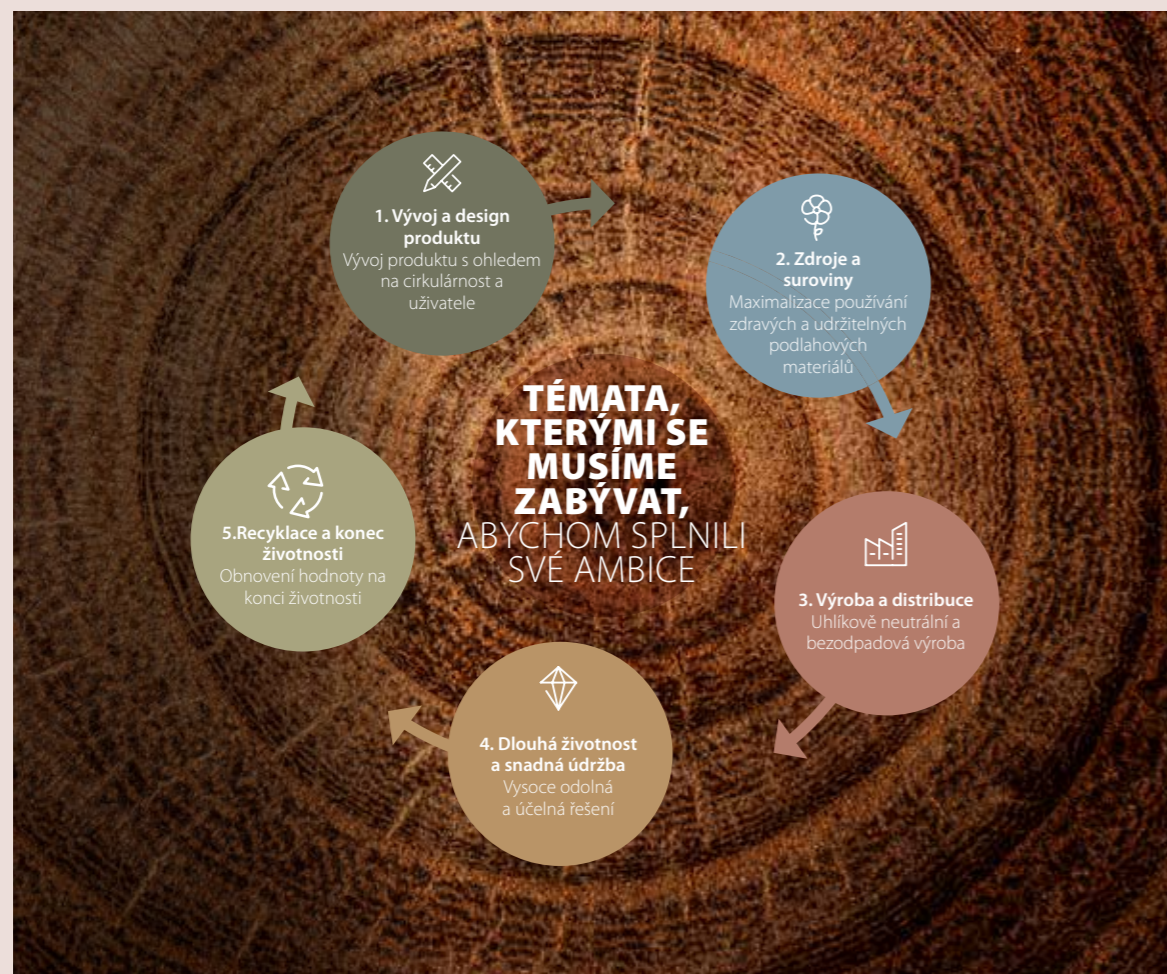 1. Vývoj a design
produktu
Vývoj produktu s ohledem
na cirkulárnost a
uživatele
2. Zdroje a
suroviny
Maximalizace používání
zdravých a udržitelných
podlahových
materiálů
TÉMATA,
KTERÝMI SE
MUSÍME
ZABÝVAT,
ABYCHOM SPLNILI
SVÉ AMBICE
3. Výroba a distribuce
Uhlíkově neutrální a
bezodpadová výroba
4. Dlouhá životnost
a snadná údržba
Vysoce odolná
a účelná řešení
5.Recyklace a konec
životnosti
Obnovení hodnoty na
konci životnosti